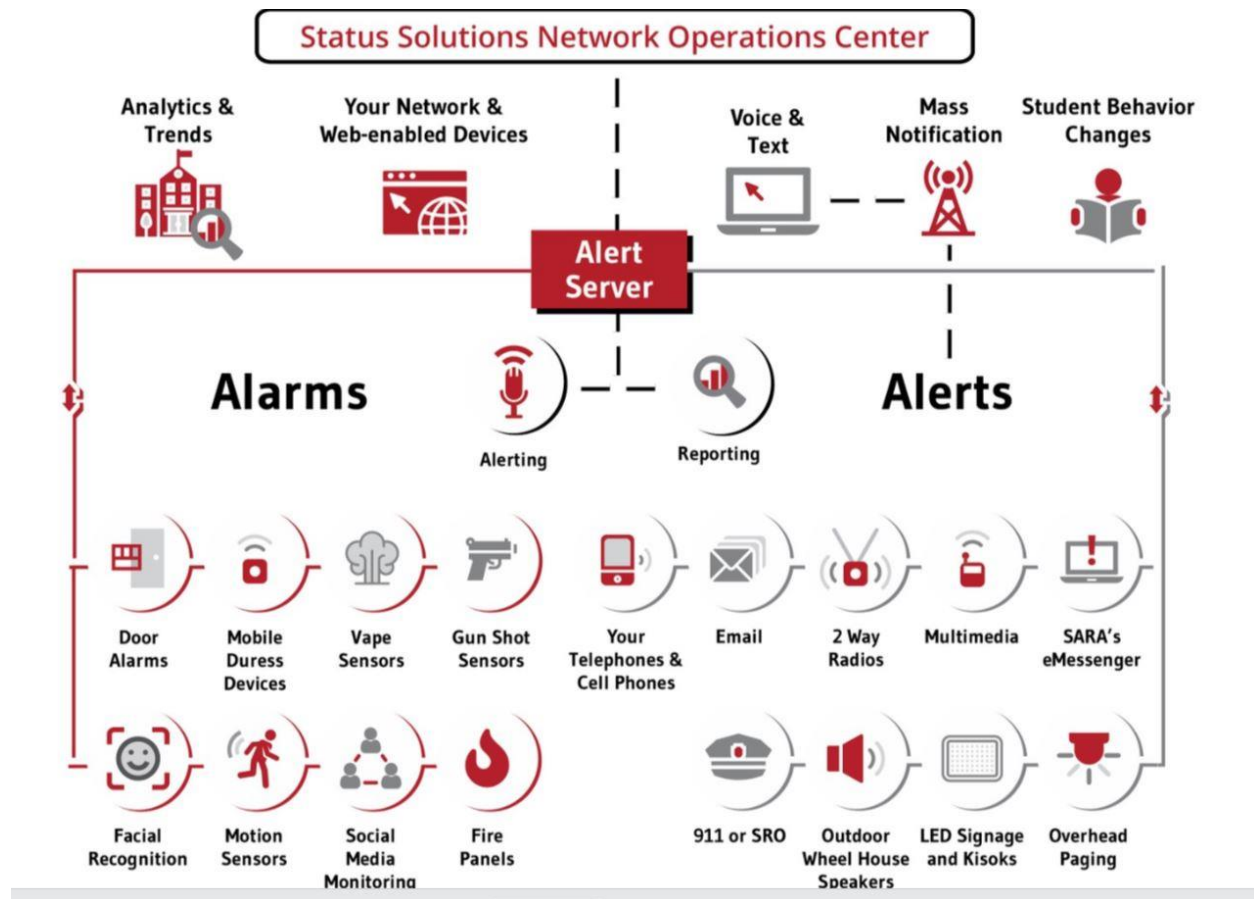 Status Solutions Network Operations Center
Analytics &
Trends
Your Network &
Web-enabled Devices
Voice &
Text
Mass
Notification
Student Behavior
Changes
Alert
Server
Alarms
Alerts
Alerting
Reporting
Door
Alarms
Mobile
Duress
Devices
Vape
Sensors
Gun Shot
Sensors
Your
Telephones &
Cell Phones
Email
2 Way
Radios
Multimedia
SARA's
eMessenger
Facial
Recognition
Motion
Sensors
Social
Media
Monitoring
Fire
Panels
911 or SRO
Outdoor
Wheel House
Speakers
LED Signage
and Kisoks
Overhead
Paging